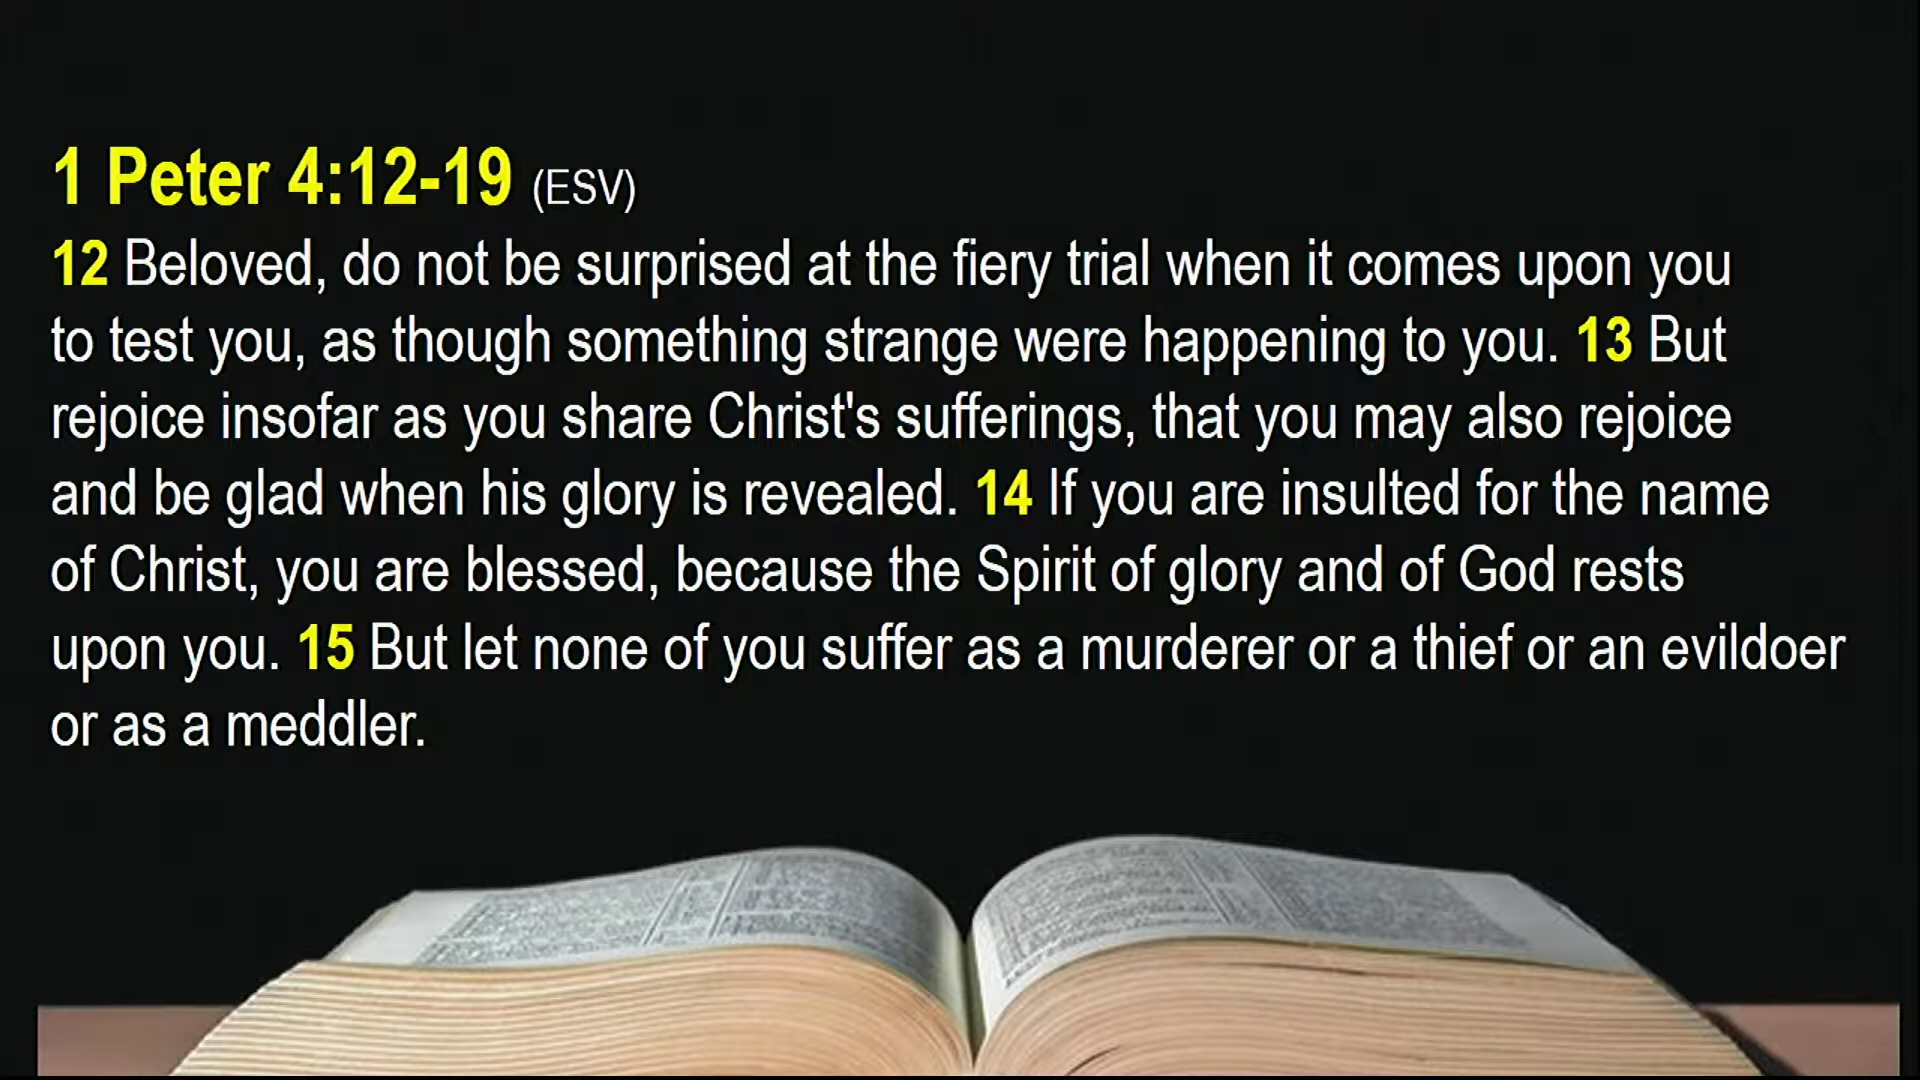 1 Peter 4:12-19 (ESV)
12 Beloved, do not be surprised at the fiery trial when it comes upon you
to test you, as though something strange were happening to you. 13 But
rejoice insofar as you share Christ's sufferings, that you may also rejoice
and be glad when his glory is revealed. 14 If you are insulted for the name
of Christ, you are blessed, because the Spirit of glory and of God rests
upon you. 15 But let none of you suffer as a murderer or a thief or an evildoer
or as a meddler.